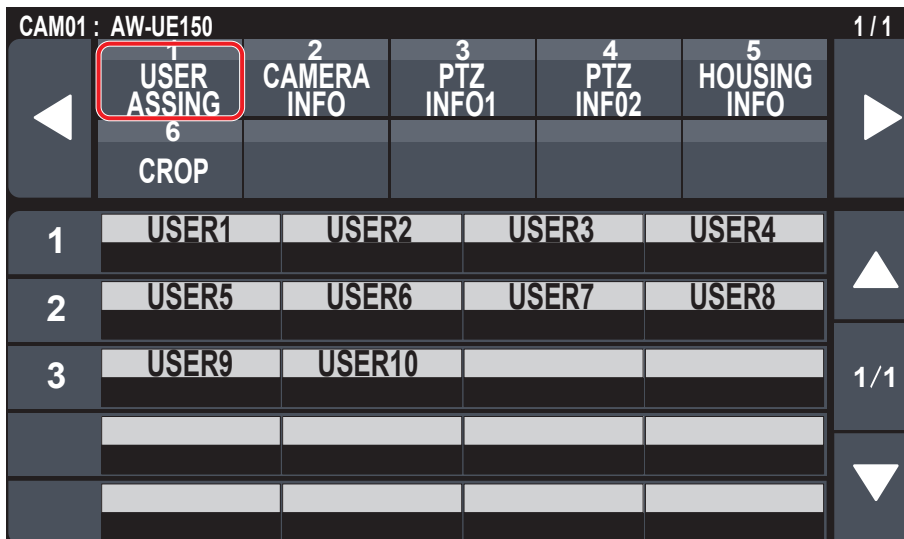 CAM01 : AW-UE150 1 / 1
1 2 3 4 5
USER CAMERA PTZ PTZ HOUSING
ASSING INFO INFO1 INF02 INFO
6
CROP
1 USER1 USER2 USER3 USER4
2 USER5 USER6 USER7 USER8
3 USER9 USER10 1/1